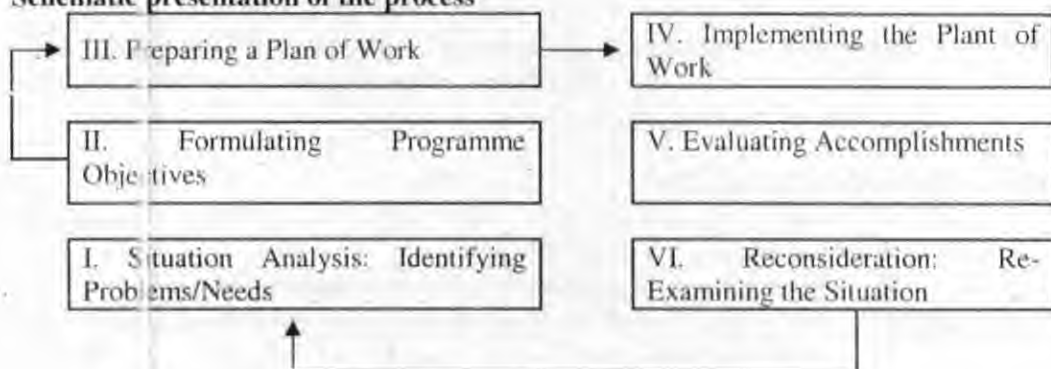 Schematic presentation of the process
III. Preparing a Plan of Work
IV. Implementing the Plant of
Work
II. Formulating Programme
Objectives
V. Evaluating Accomplishments
I. Situation Analysis: Identifying
Problems/Needs
VI. Reconsideration: Re-
Examining the Situation